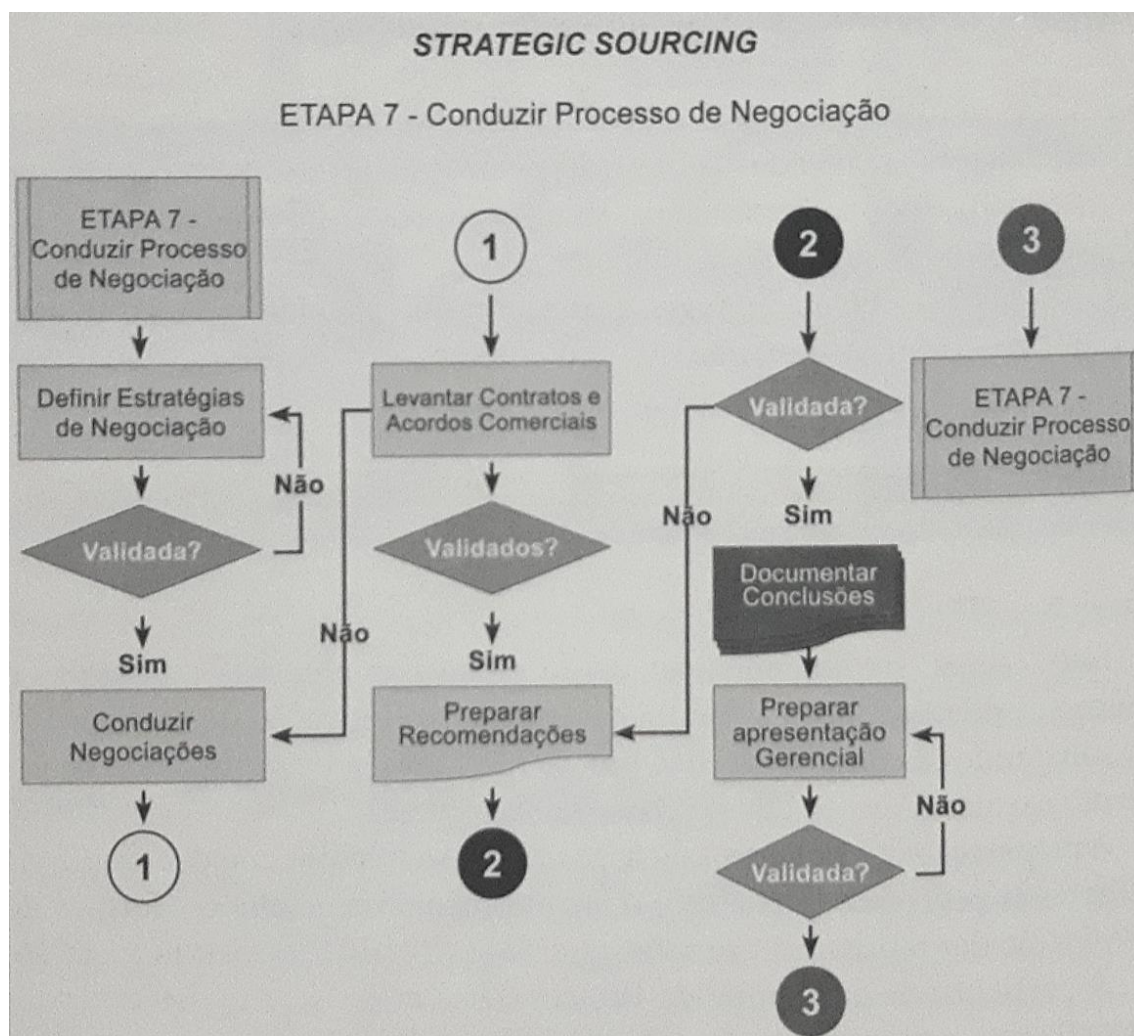 STRATEGIC SOURCING
ETAPA 7 - Conduzir Processo de Negociação
ETAPA 7 -
Conduzir Processo
de Negociação
Definir Estratégias
de Negociação
Não
Validada?
Sim
Conduzir
Negociações
1
1
Levantar Contratos e
Acordos Comerciais
Validados?
Não
Sim
Preparar
Recomendações
2
2
Validada?
Não
Sim
Documentar
Conclusões
Preparar
apresentação
Gerencial
Não
Validada?
3
3
ETAPA 7 -
Conduzir Processo
de Negociação